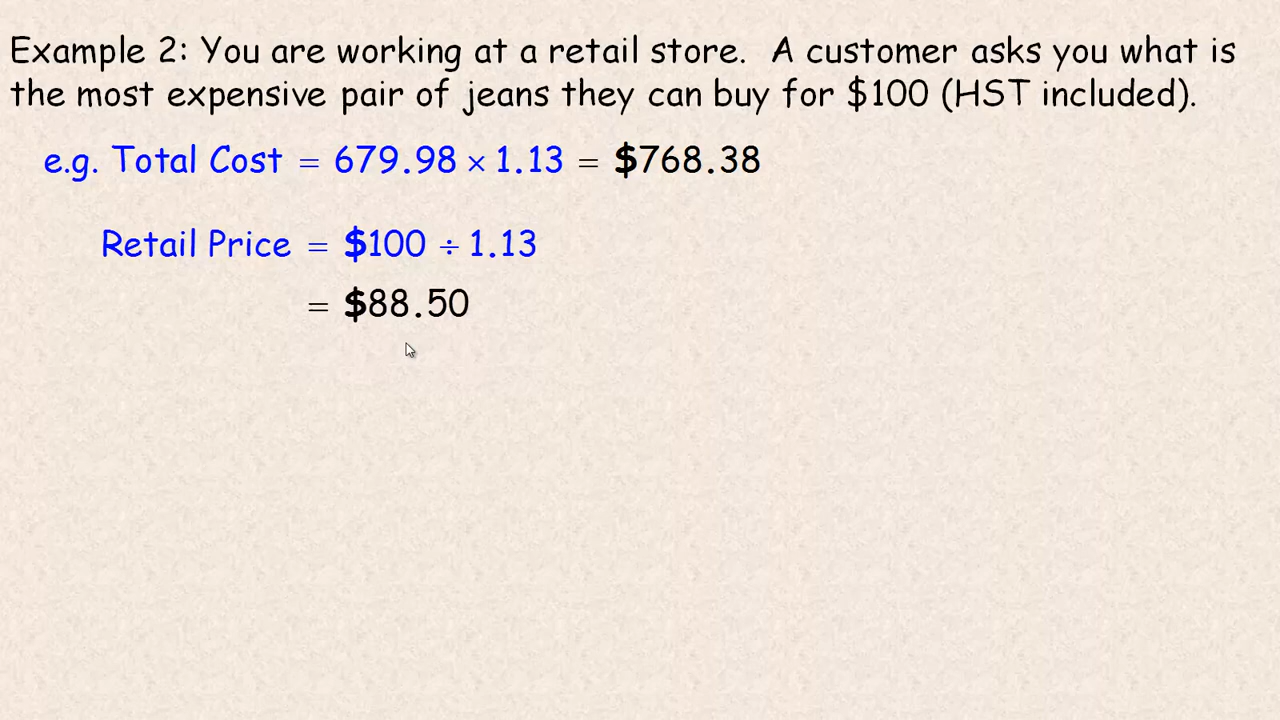 Example 2: You are working at a retail store. A customer asks you what is
the most expensive pair of jeans they can buy for $100 (HST included).
e.g. Total Cost = 679.98 × 1.13 = $768.38
Retail Price = $100 ÷ 1.13
= $88.50